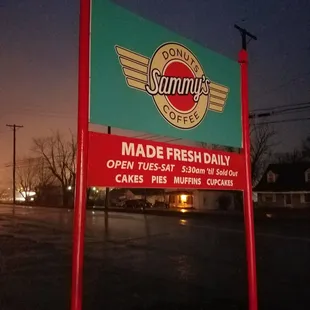 DONUTS
Sammy's
COFFEE
MADE FRESH DAILY
OPEN TUES-SAT 5:30am 'til Sold Out
CAKES PIES MUFFINS CUPCAKES